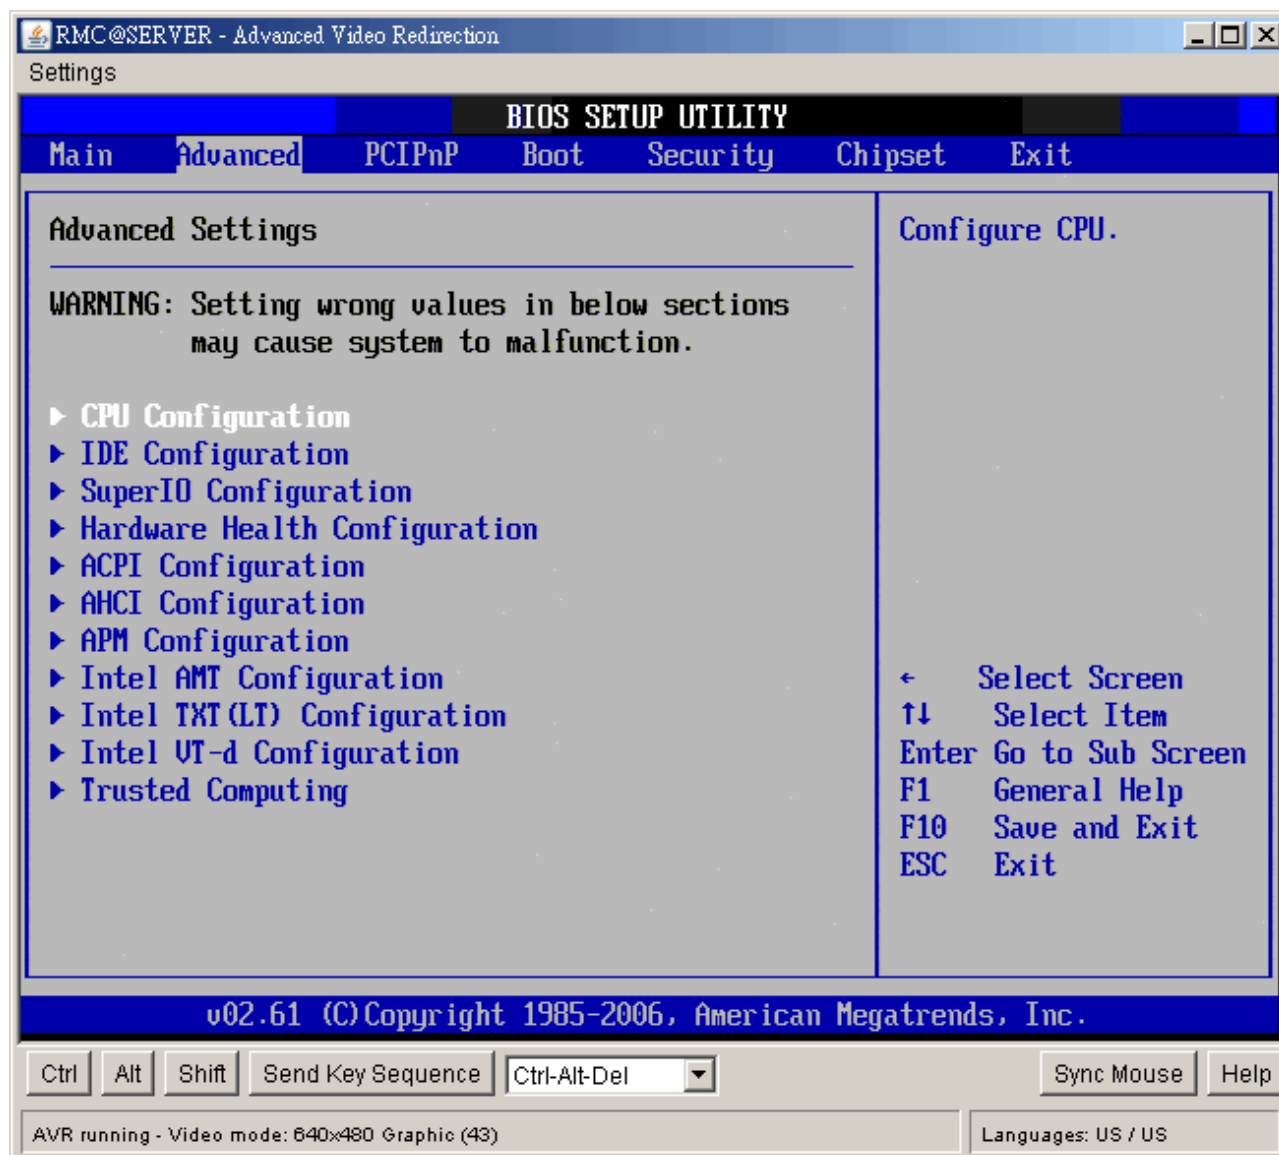 RMC@SERVER - Advanced Video Redirection
Settings
BIOS SETUP UTILITY
Main Advanced PCIPnP Boot Security Chipset Exit
Advanced Settings
WARNING: Setting wrong values in below sections
may cause system to malfunction.
CPU Configuration
IDE Configuration
SuperIO Configuration
Hardware Health Configuration
ACPI Configuration
AHCI Configuration
APM Configuration
Intel AMT Configuration
Intel TXT(LT) Configuration
Intel VT-d Configuration
Trusted Computing
Configure CPU.
← Select Screen
↑↓ Select Item
Enter Go to Sub Screen
F1 General Help
F10 Save and Exit
ESC Exit
v02.61 (C)Copyright 1985-2006, American Megatrends, Inc.
Ctrl Alt Shift Send Key Sequence Ctrl-Alt-Del Sync Mouse Help
AVR running - Video mode: 640x480 Graphic (43) Languages: US / US